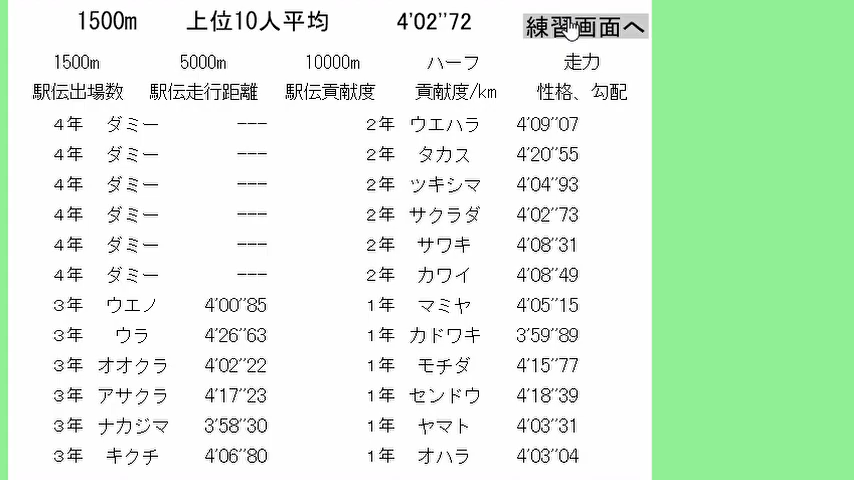 1500m 上位10人平均 4'02''72 練習画面へ
1500m 5000m 10000m ハーフ 走力
駅伝出場数 駅伝走行距離 駅伝貢献度 貢献度/km 性格、勾配
4年 ダミー --- 2年 ウエハラ 4'09''07
4年 ダミー --- 2年 タカス 4'20''55
4年 ダミー --- 2年 ツキシマ 4'04''93
4年 ダミー --- 2年 サクラダ 4'02''73
4年 ダミー --- 2年 サワキ 4'08''31
4年 ダミー --- 2年 カワイ 4'08''49
3年 ウエノ 4'00''85 1年 マミヤ 4'05''15
3年 ウラ 4'26''63 1年 カドワキ 3'59''89
3年 オオクラ 4'02''22 1年 モチダ 4'15''77
3年 アサクラ 4'17''23 1年 センドウ 4'18''39
3年 ナカジマ 3'58''30 1年 ヤマト 4'03''31
3年 キクチ 4'06''80 1年 オハラ 4'03''04